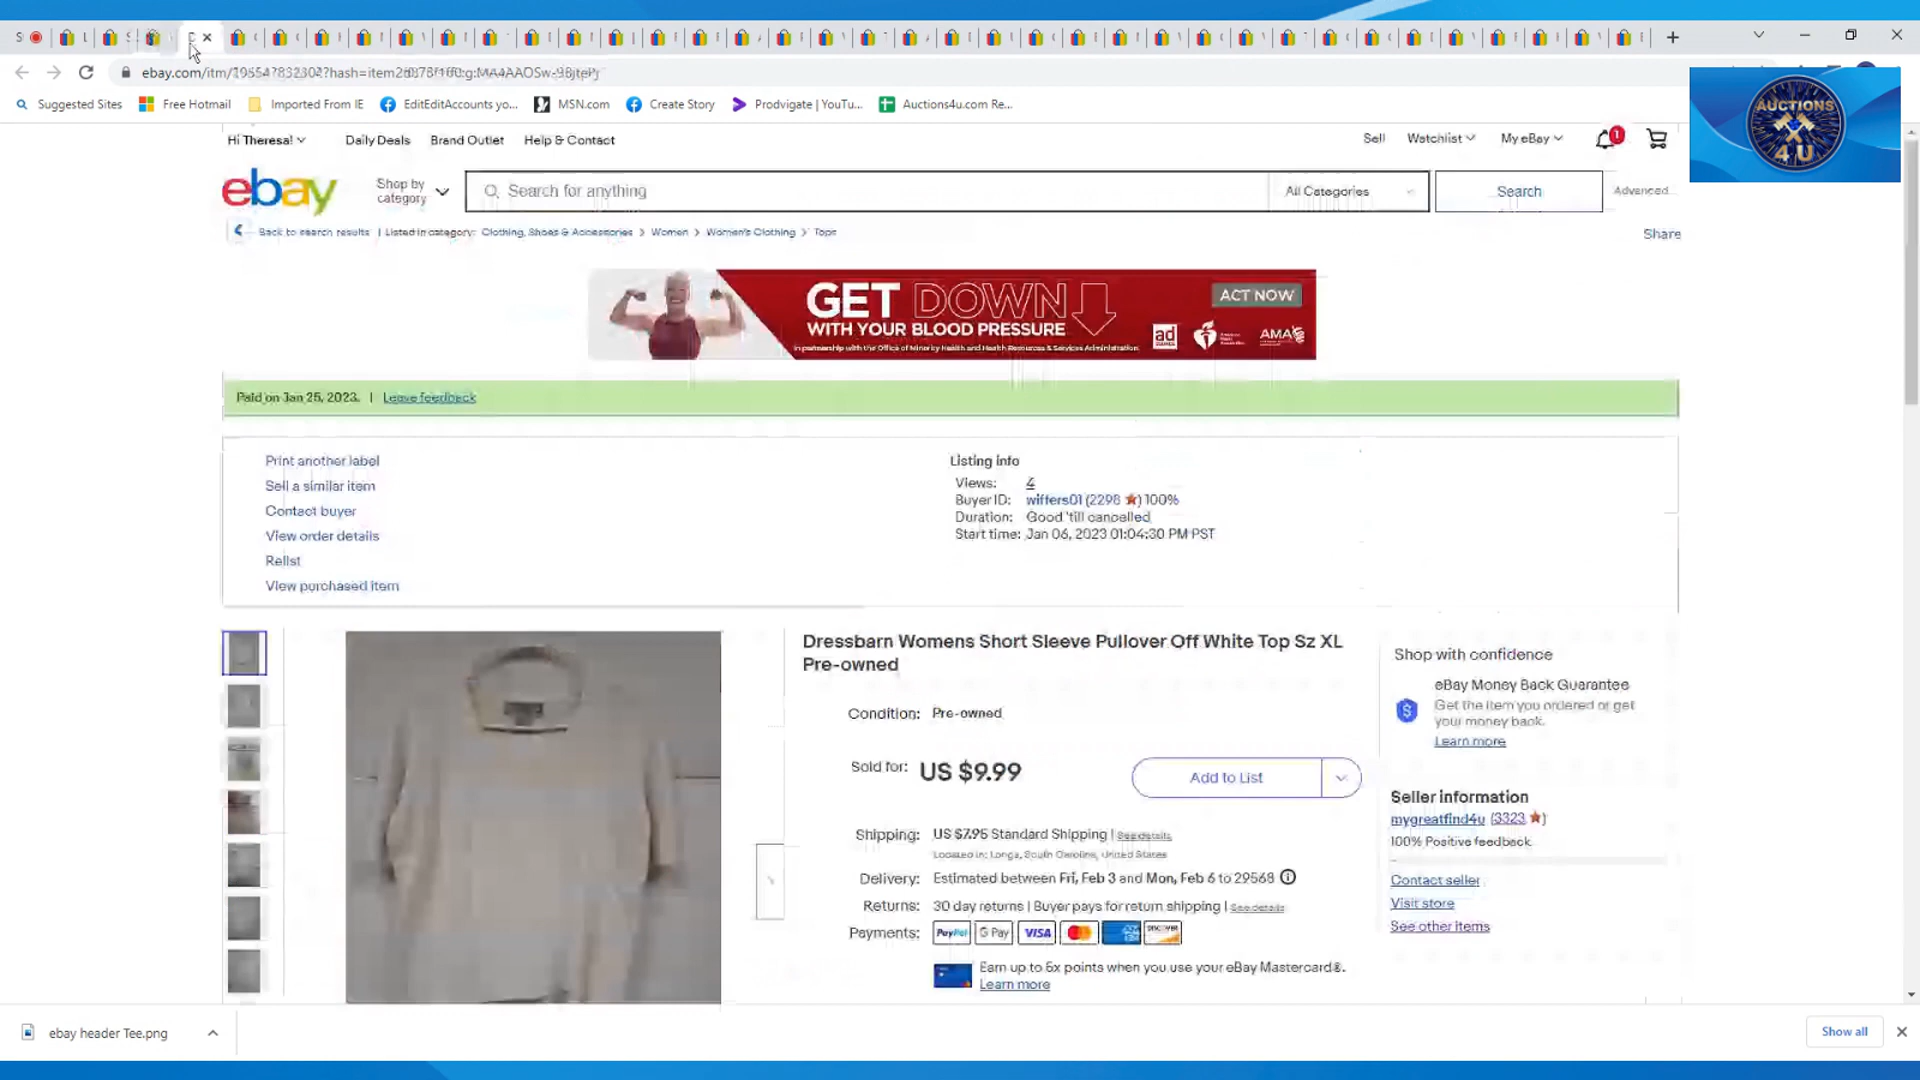 Suggested Sites
Free Hotmail
Imported From IE
EditEditAccounts yo...
MSN.com
Create Story
Prodvigate | YouTu...
Auctions4u.com Re...
AUCTIONS
X
4 U
Hi Theresa!
Daily Deals
Brand Outlet
Help & Contact
Sell
Watchlist
My eBay
1
ebay
Shop by category
Search for anything
All Categories
Search
Advanced
Back to search results | Listed in category: Clothing, Shoes & Accessories > Women > Women's Clothing > Tops
Share
GET DOWN
WITH YOUR BLOOD PRESSURE
In partnership with the Office of Minority Health and Health Resources & Services Administration.
ACT NOW
ad
AMA
Paid on Jan 25, 2023. | Leave feedback
Print another label
Sell a similar item
Contact buyer
View order details
Relist
View purchased item
Listing info
Views: 4
Buyer ID: wiffers01 (2298 ★) 100%
Duration: Good 'till cancelled
Start time: Jan 06, 2023 01:04:30 PM PST
Dressbarn Womens Short Sleeve Pullover Off White Top Sz XL
Pre-owned
Condition: Pre-owned
Sold for: US $9.99
Add to List
Shipping: US $7.95 Standard Shipping | See details
Located in: Longs, South Carolina, United States
Delivery: Estimated between Fri, Feb 3 and Mon, Feb 6 to 29568
Returns: 30 day returns | Buyer pays for return shipping | See details
Payments: PayPal G Pay VISA DISCOVER
Earn up to 5x points when you use your eBay Mastercard®.
Learn more
Shop with confidence
eBay Money Back Guarantee
Get the item you ordered or get
your money back.
Learn more
Seller information
mygreatfind4u (3323 ★)
100% Positive feedback
Contact seller
Visit store
See other items
ebay header Tee.png
Show all